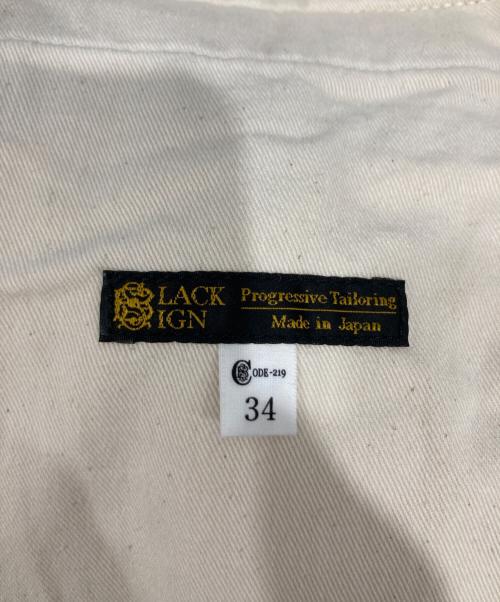 BLACK
SIGN
Progressive Tailoring
Made in Japan
CODE-219
34